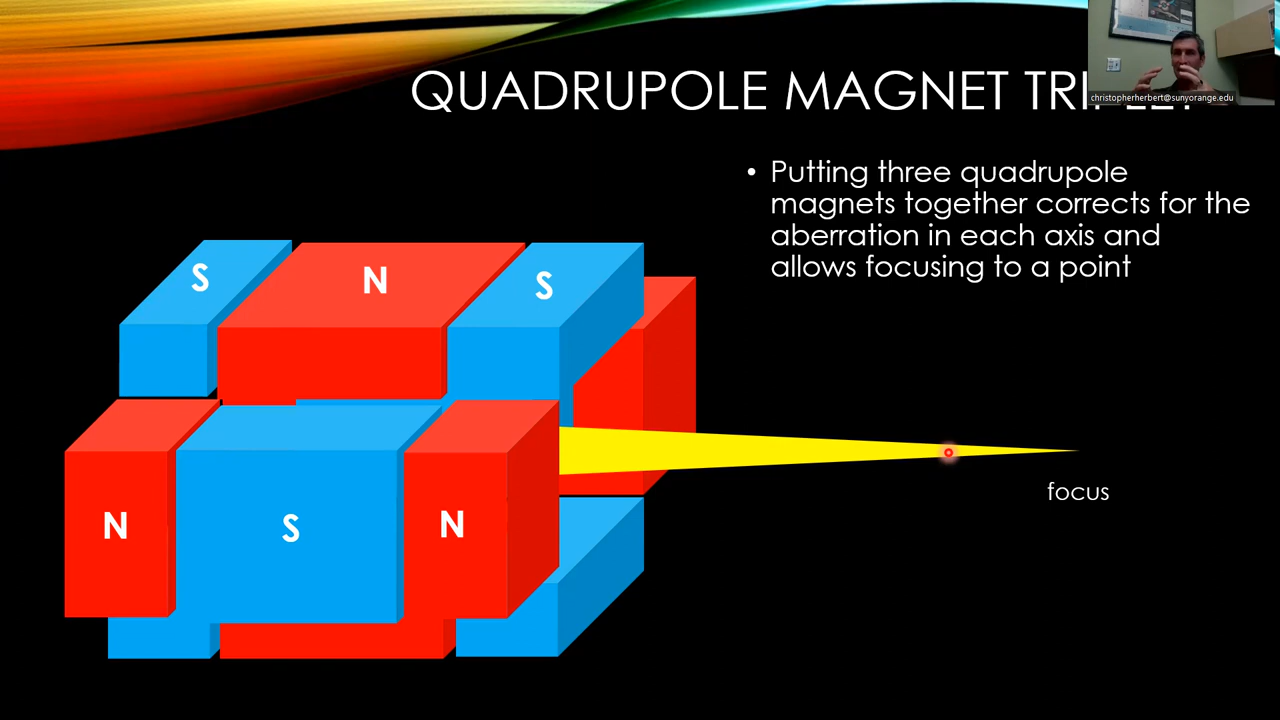 QUADRUPOLE MAGNET
christopherherbert@sunyorange.edu
• Putting three quadrupole
magnets together corrects for the
aberration in each axis and
allows focusing to a point
S
N
S
N
S
N
focus